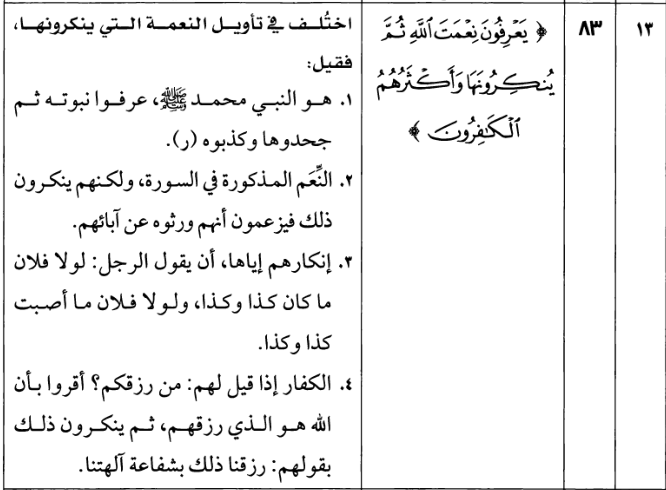 ١٣
٨٣
﴿ يَعۡرِفُونَ نِعۡمَتَ ٱللَّهِ ثُمَّ
يُنكِرُونَهَا وَأَكۡثَرُهُمُ
ٱلۡكَٰفِرُونَ ﴾
اختُلف في تأويل النعمة التي ينكرونها،
فقيل:
١. هو النبي محمد ﷺ، عرفوا نبوته ثم
جحدوها وكذبوه (ر).
٢. النِّعَم المذكورة في السورة، ولكنهم ينكرون
ذلك فيزعمون أنهم ورثوه عن آبائهم.
٣. إنكارهم إياها، أن يقول الرجل: لولا فلان
ما كان كذا وكذا، ولولا فلان ما أصبت
كذا وكذا.
٤. الكفار إذا قيل لهم: من رزقكم؟ أقروا بأن
الله هو الذي رزقهم، ثم ينكرون ذلك
بقولهم: رزقنا ذلك بشفاعة آلهتنا.